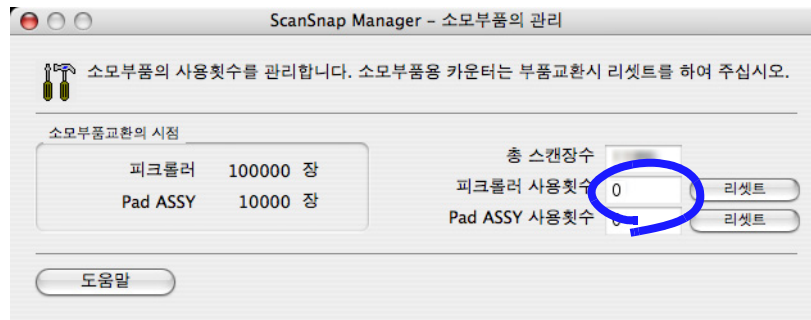 ScanSnap Manager – 소모부품의 관리
소모부품의 사용횟수를 관리합니다. 소모부품용 카운터는 부품교환시 리셋트를 하여 주십시오.
소모부품교환의 시점
피크롤러 100000 장
Pad ASSY 10000 장
총 스캔장수
피크롤러 사용횟수 0 리셋트
Pad ASSY 사용횟수 리셋트
도움말